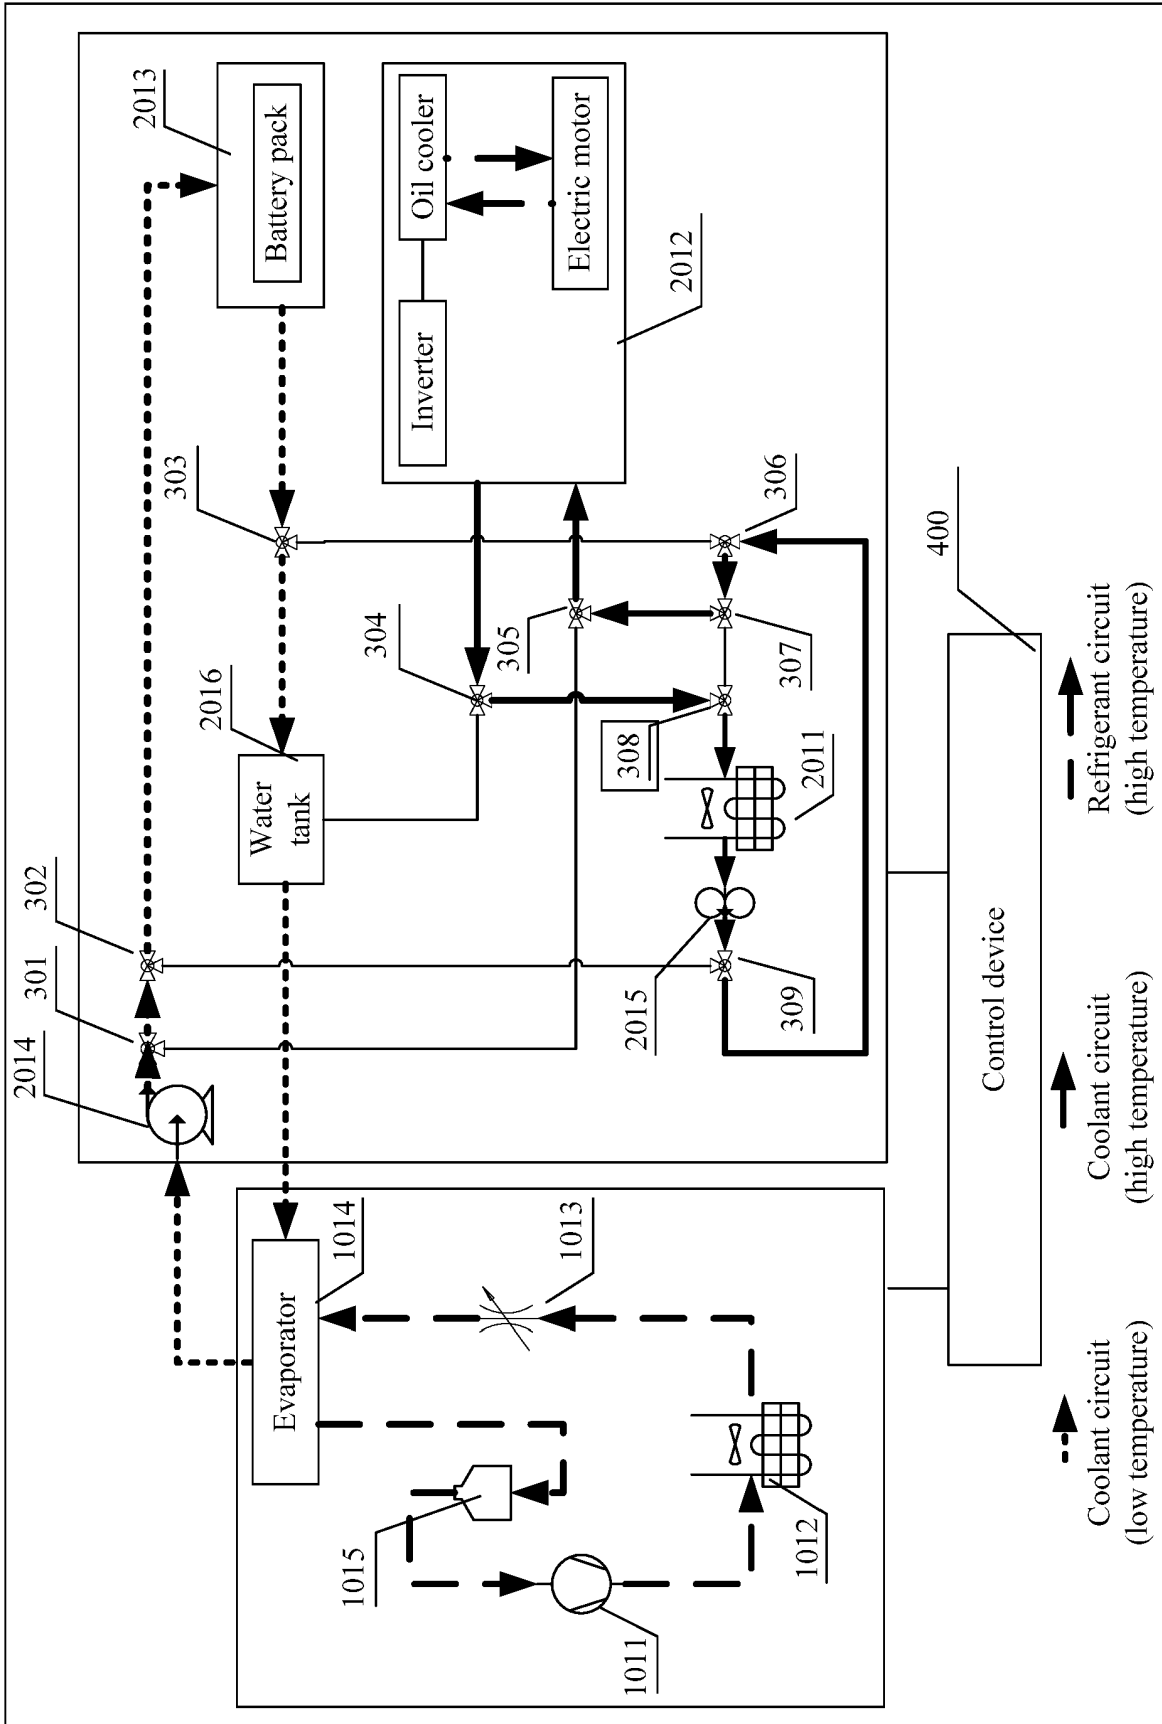 2014
301
302
2016
303
304
305
2013
Battery pack
Water
tank
Oil cooler
Inverter
Electric motor
2012
306
307
308
2011
2015
309
Evaporator
1014
1013
1015
1011
1012
Control device
400
Coolant circuit
(low temperature)
Coolant circuit
(high temperature)
Refrigerant circuit
(high temperature)